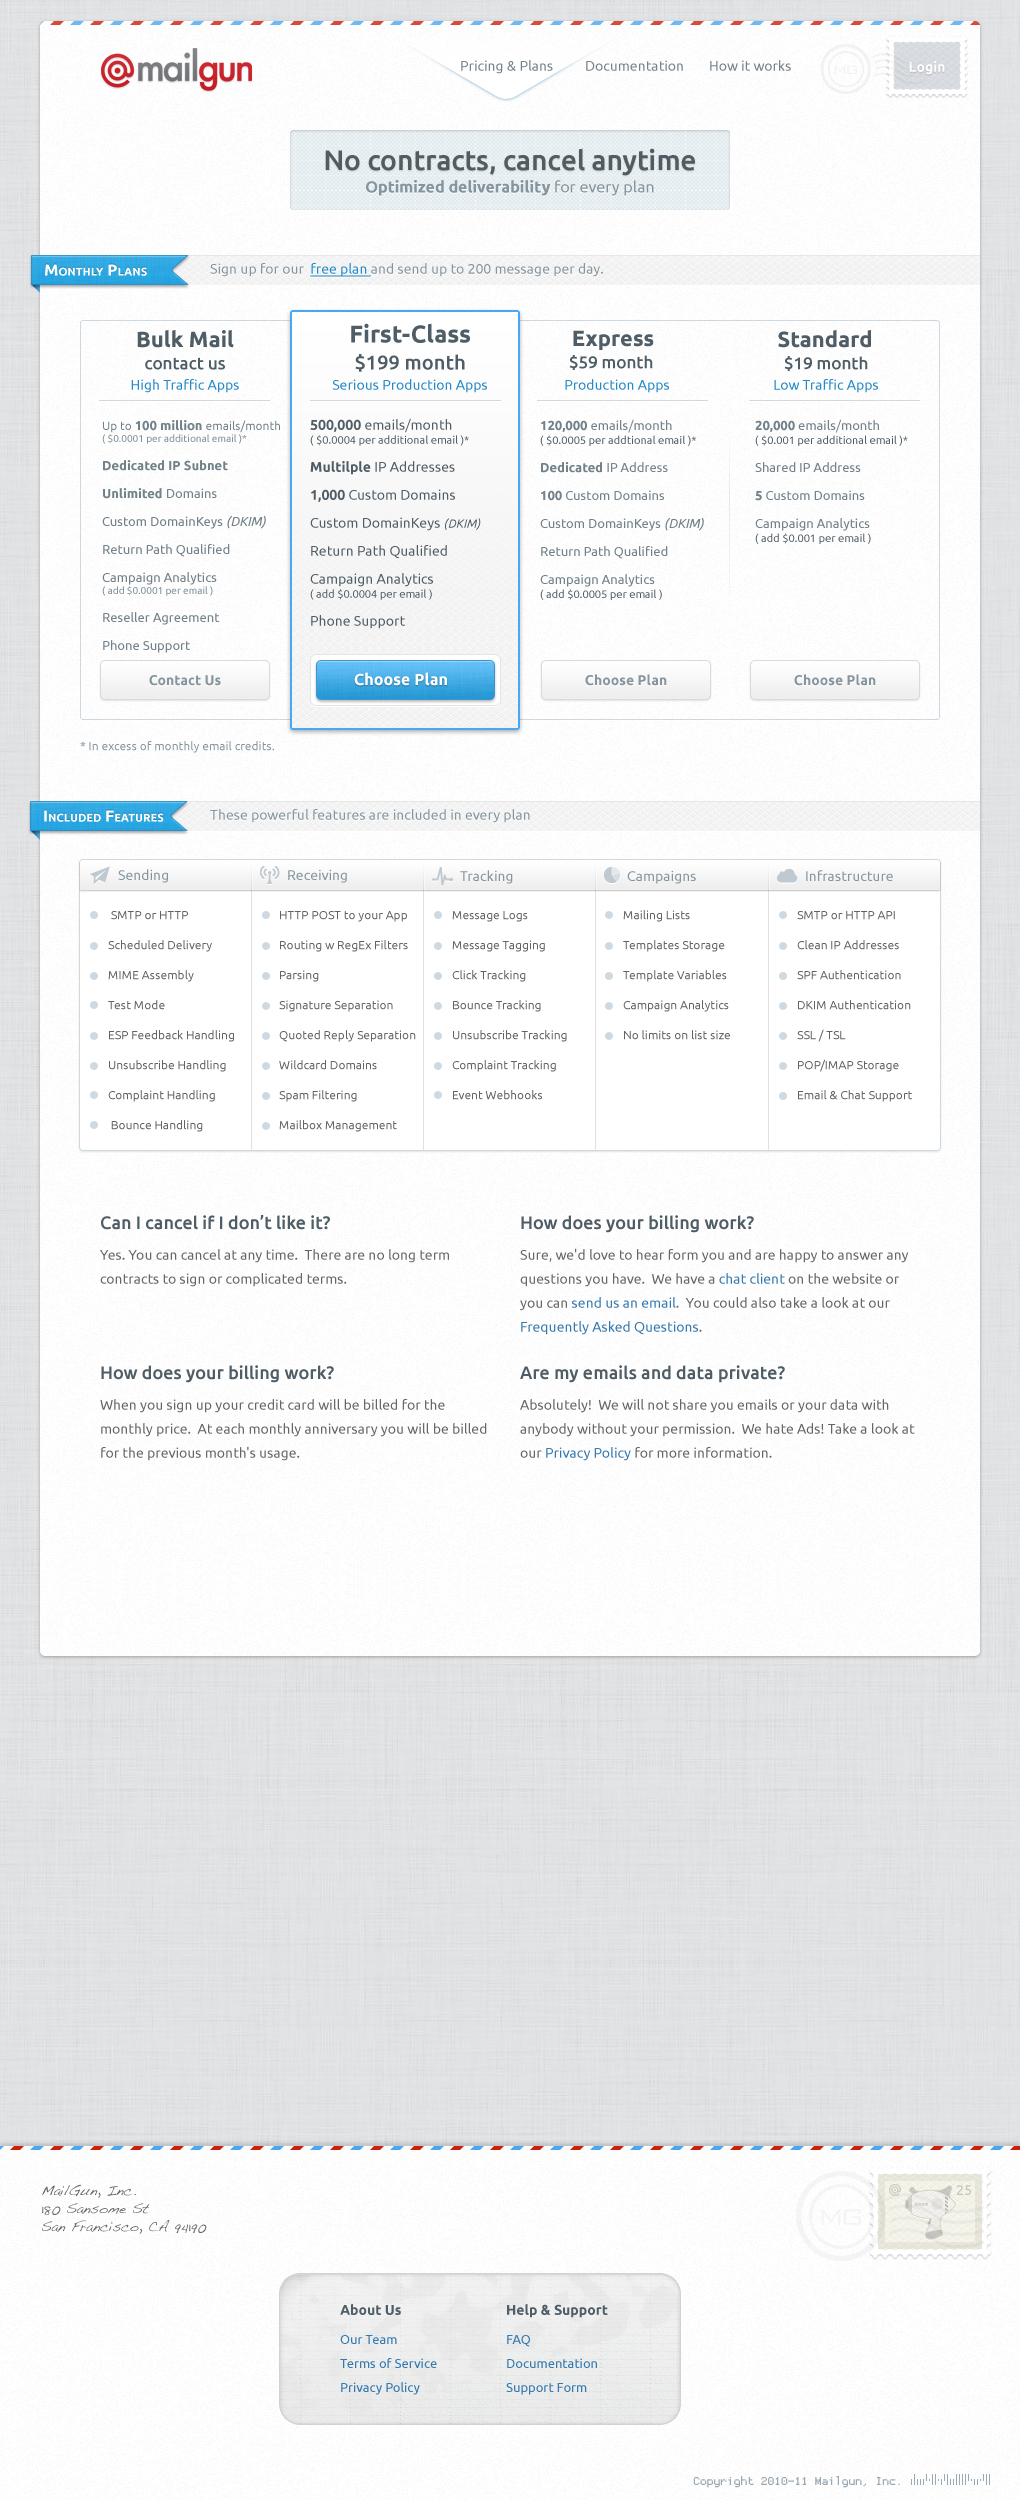 @mailgun
Pricing & Plans
Documentation
How it works
MG
Login
No contracts, cancel anytime
Optimized deliverability for every plan
Monthly Plans
Sign up for our free plan and send up to 200 message per day.
Bulk Mail
contact us
High Traffic Apps
Up to 100 million emails/month
( $0.0001 per addtional email )*
Dedicated IP Subnet
Unlimited Domains
Custom DomainKeys (DKIM)
Return Path Qualified
Campaign Analytics
( add $0.0001 per email )
Reseller Agreement
Phone Support
Contact Us
First-Class
$199 month
Serious Production Apps
500,000 emails/month
( $0.0004 per additional email )*
Multilple IP Addresses
1,000 Custom Domains
Custom DomainKeys (DKIM)
Return Path Qualified
Campaign Analytics
( add $0.0004 per email )
Phone Support
Choose Plan
Express
$59 month
Production Apps
120,000 emails/month
( $0.0005 per addtional email )*
Dedicated IP Address
100 Custom Domains
Custom DomainKeys (DKIM)
Return Path Qualified
Campaign Analytics
( add $0.0005 per email )
Choose Plan
Standard
$19 month
Low Traffic Apps
20,000 emails/month
( $0.001 per additional email )*
Shared IP Address
5 Custom Domains
Campaign Analytics
( add $0.001 per email )
Choose Plan
* In excess of monthly email credits.
Included Features
These powerful features are included in every plan
Sending
SMTP or HTTP
Scheduled Delivery
MIME Assembly
Test Mode
ESP Feedback Handling
Unsubscribe Handling
Complaint Handling
Bounce Handling
Receiving
HTTP POST to your App
Routing w RegEx Filters
Parsing
Signature Separation
Quoted Reply Separation
Wildcard Domains
Spam Filtering
Mailbox Management
Tracking
Message Logs
Message Tagging
Click Tracking
Bounce Tracking
Unsubscribe Tracking
Complaint Tracking
Event Webhooks
Campaigns
Mailing Lists
Templates Storage
Template Variables
Campaign Analytics
No limits on list size
Infrastructure
SMTP or HTTP API
Clean IP Addresses
SPF Authentication
DKIM Authentication
SSL / TSL
POP/IMAP Storage
Email & Chat Support
Can I cancel if I don't like it?
Yes. You can cancel at any time. There are no long term
contracts to sign or complicated terms.
How does your billing work?
Sure, we'd love to hear form you and are happy to answer any
questions you have. We have a chat client on the website or
you can send us an email. You could also take a look at our
Frequently Asked Questions.
How does your billing work?
When you sign up your credit card will be billed for the
monthly price. At each monthly anniversary you will be billed
for the previous month's usage.
Are my emails and data private?
Absolutely! We will not share you emails or your data with
anybody without your permission. We hate Ads! Take a look at
our Privacy Policy for more information.
MailGun, Inc.
180 Sansome St
San Francisco, CA 94190
MG
@
25
About Us
Our Team
Terms of Service
Privacy Policy
Help & Support
FAQ
Documentation
Support Form
Copyright 2010-11 Mailgun, Inc.